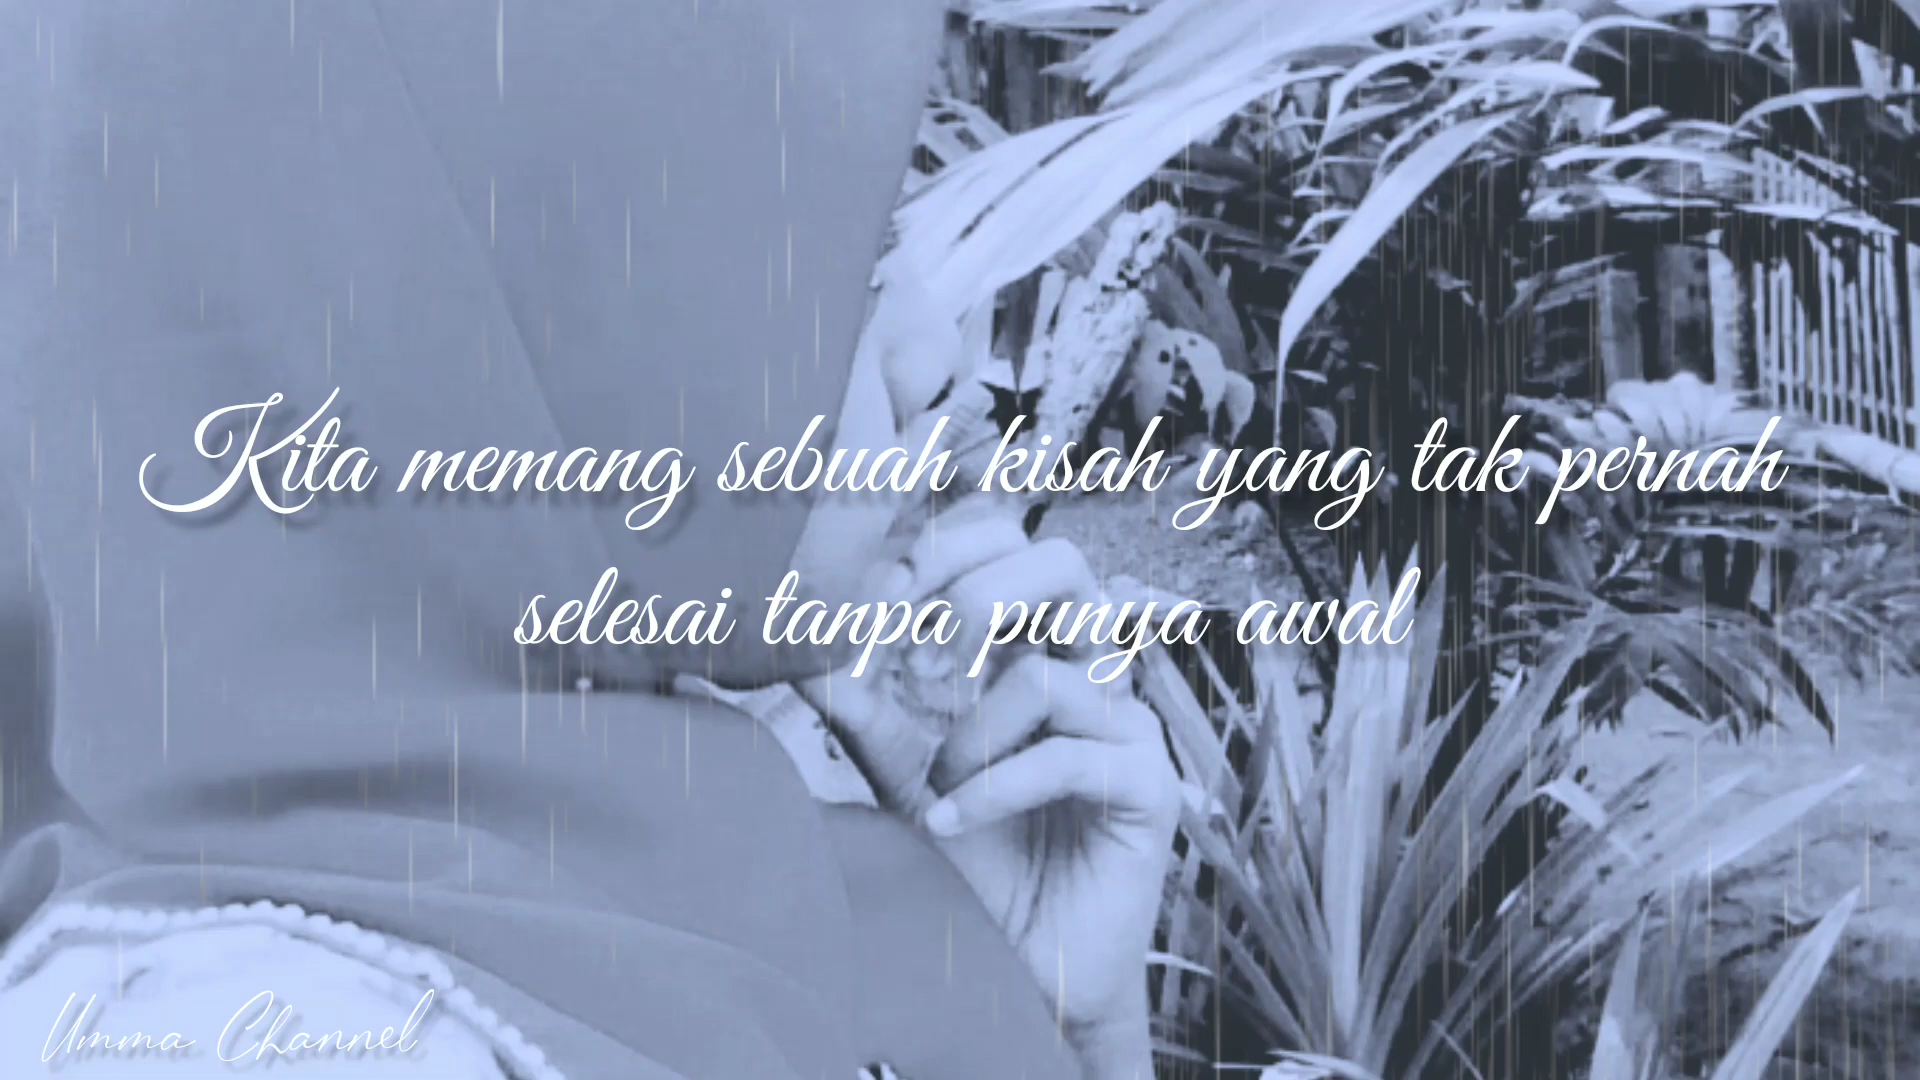 Kita memang sebuah kisah yang tak pernah
selesai tanpa punya awal
Umma Channel